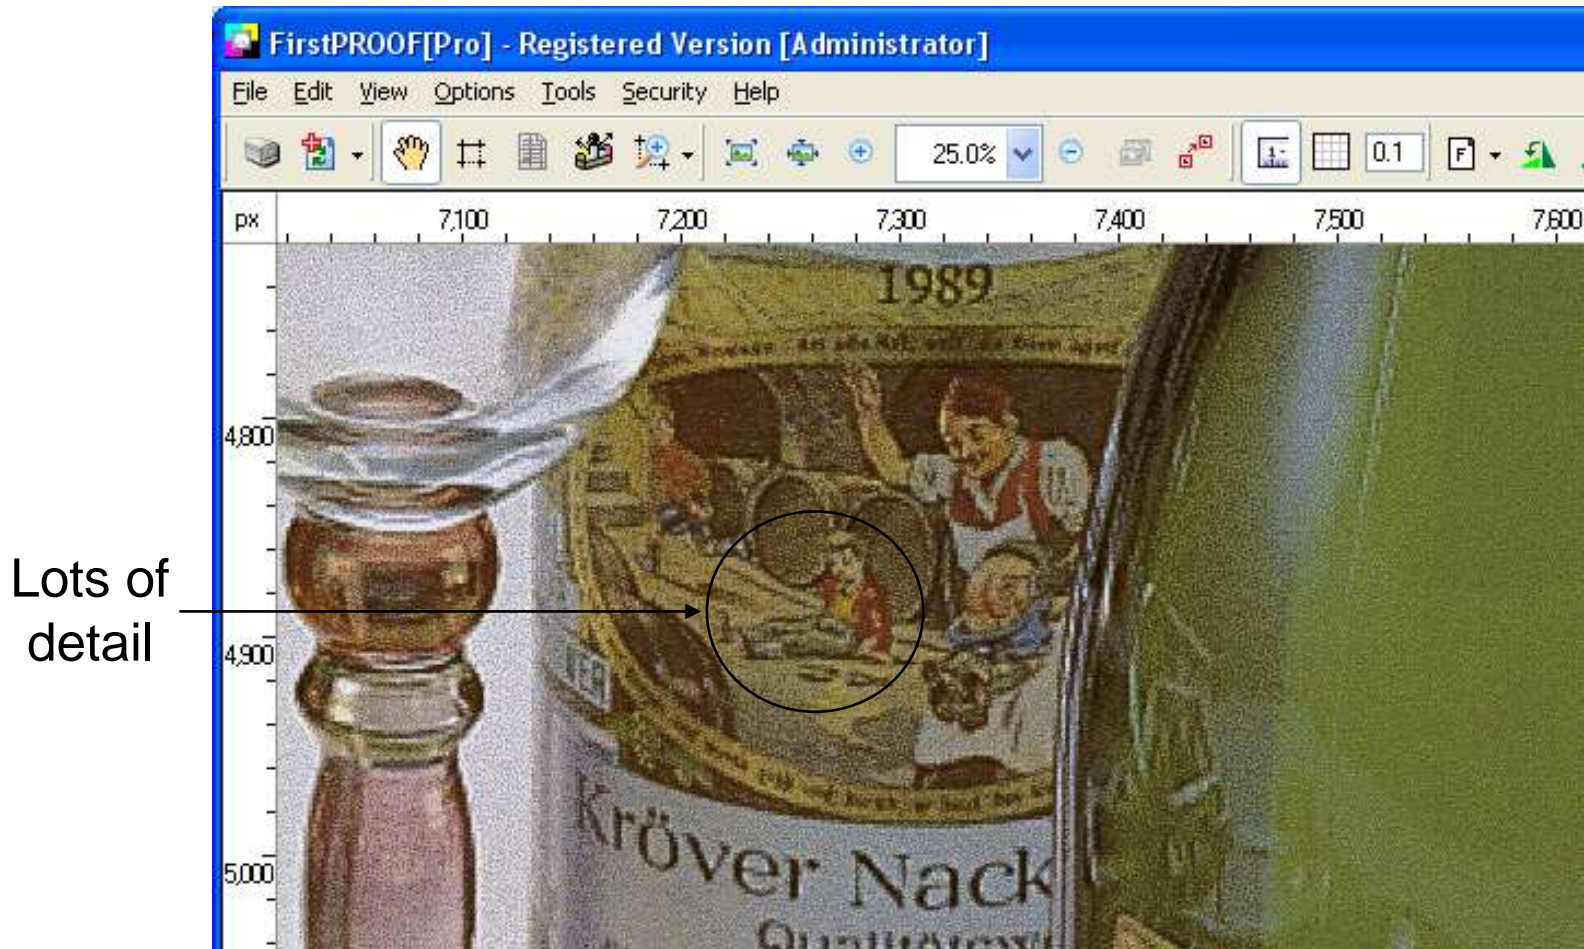 FirstPROOF[Pro] - Registered Version [Administrator]
File Edit View Options Tools Security Help
25.0% 1- 0.1 F
px 7,100 7,200 7,300 7,400 7,500 7,600
1989
4,800
Lots of
detail
4,900
Kröver Nack
5,000